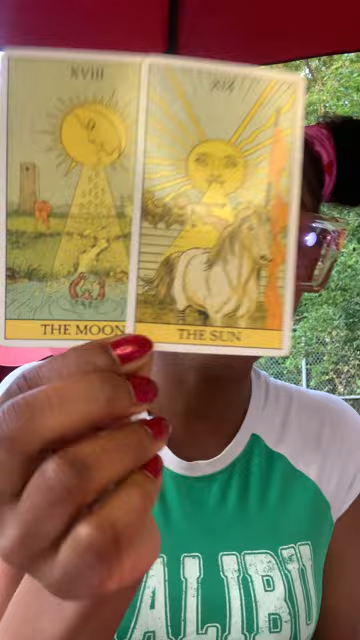 XVIII
XIX
THE MOON
THE SUN
ALIBU